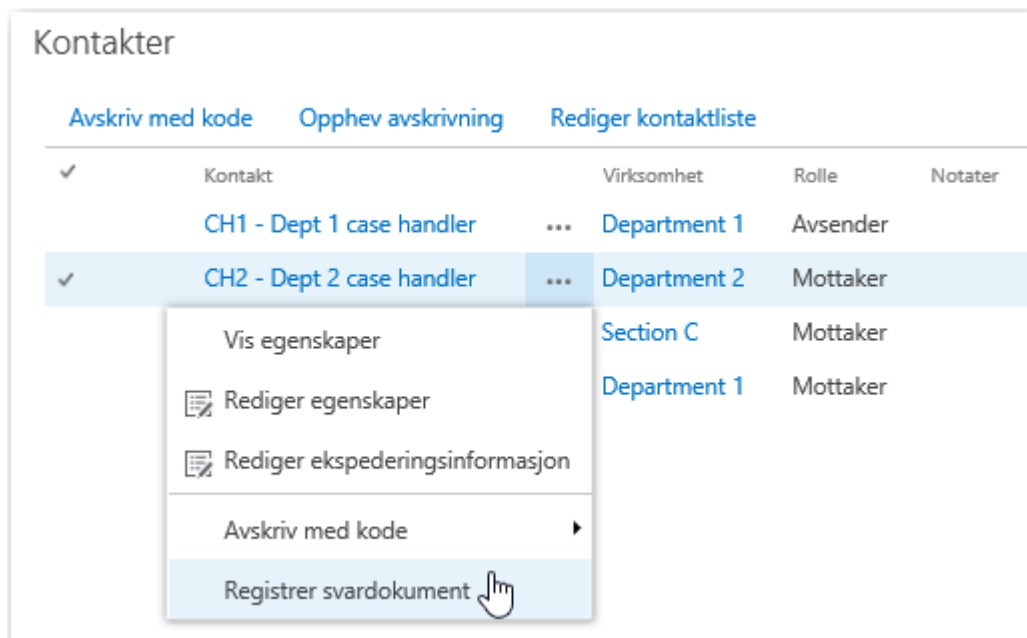 Kontakter
Avskriv med kode Opphev avskrivning Rediger kontaktliste
Kontakt Virksomhet Rolle Notater
CH1 - Dept 1 case handler ... Department 1 Avsender
CH2 - Dept 2 case handler ... Department 2 Mottaker
Vis egenskaper Section C Mottaker
Rediger egenskaper Department 1 Mottaker
Rediger ekspederingsinformasjon
Avskriv med kode
Registrer svardokument